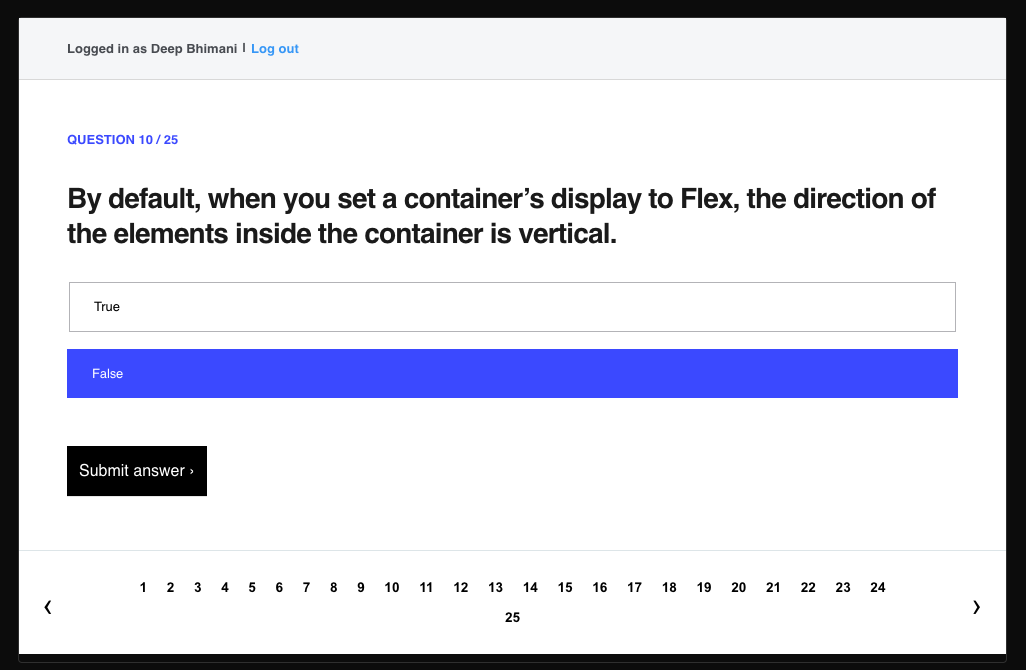 Logged in as Deep Bhimani | Log out
QUESTION 10 / 25
By default, when you set a container’s display to Flex, the direction of
the elements inside the container is vertical.
True
False
Submit answer ›
1 2 3 4 5 6 7 8 9 10 11 12 13 14 15 16 17 18 19 20 21 22 23 24
❮ ❯
25